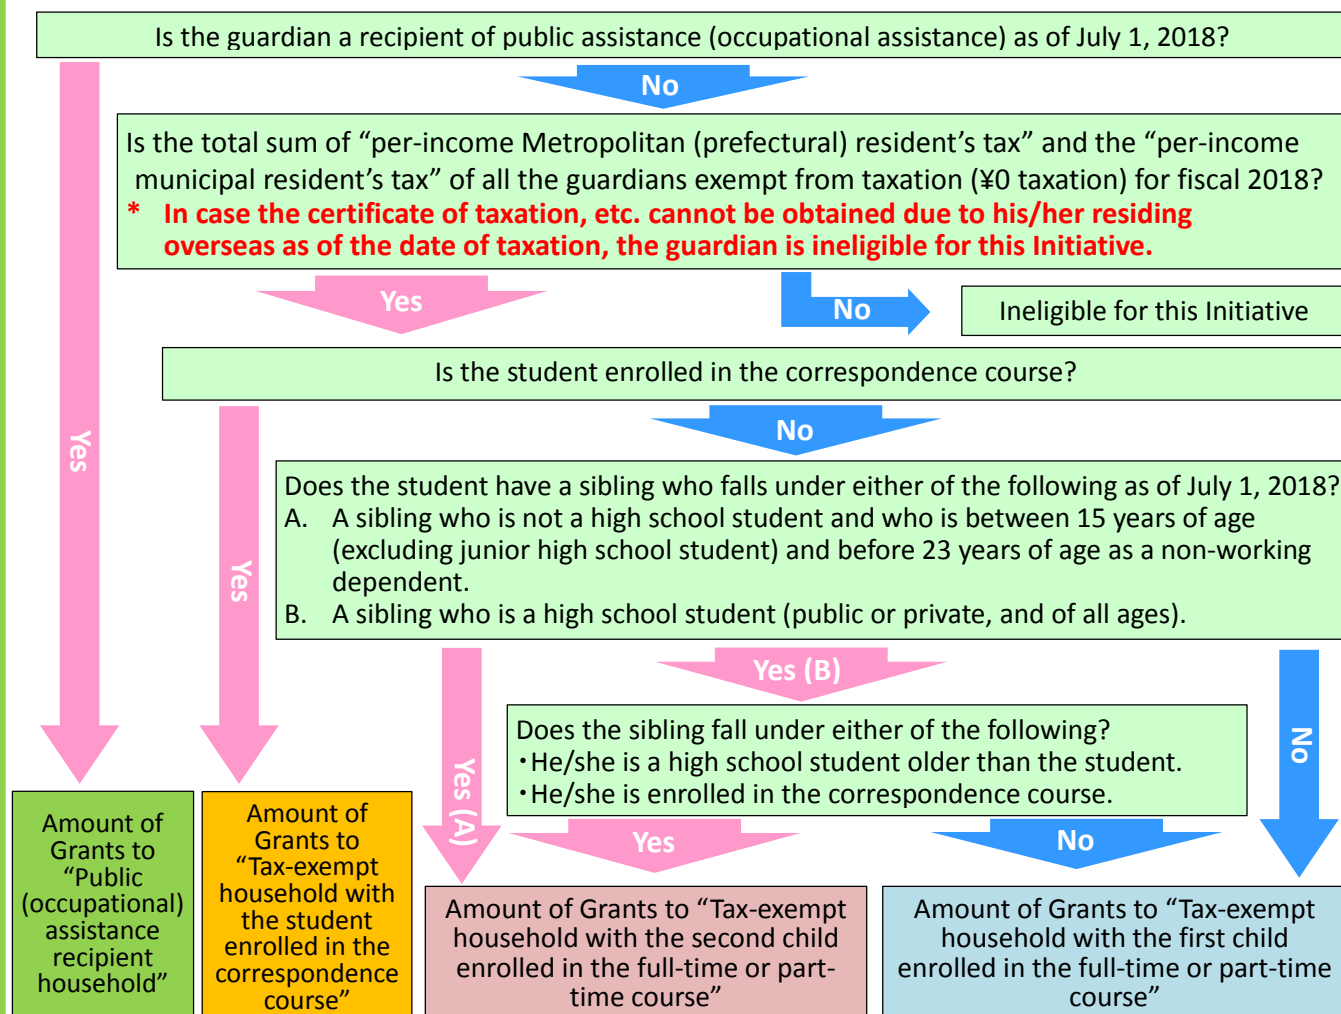 Is the guardian a recipient of public assistance (occupational assistance) as of July 1, 2018?
No
Is the total sum of “per-income Metropolitan (prefectural) resident’s tax” and the “per-income
municipal resident’s tax” of all the guardians exempt from taxation (¥0 taxation) for fiscal 2018?
* In case the certificate of taxation, etc. cannot be obtained due to his/her residing
overseas as of the date of taxation, the guardian is ineligible for this Initiative.
Yes
No
Ineligible for this Initiative
Is the student enrolled in the correspondence course?
Yes
Yes
No
Does the student have a sibling who falls under either of the following as of July 1, 2018?
A. A sibling who is not a high school student and who is between 15 years of age
(excluding junior high school student) and before 23 years of age as a non-working
dependent.
B. A sibling who is a high school student (public or private, and of all ages).
Yes (A)
Yes (B)
No
Does the sibling fall under either of the following?
・He/she is a high school student older than the student.
・He/she is enrolled in the correspondence course.
Yes
No
Amount of
Grants to
“Public
(occupational)
assistance
recipient
household”
Amount of
Grants to
“Tax-exempt
household with
the student
enrolled in the
correspondence
course”
Amount of Grants to “Tax-exempt
household with the second child
enrolled in the full-time or part-
time course”
Amount of Grants to “Tax-exempt
household with the first child
enrolled in the full-time or part-time
course”